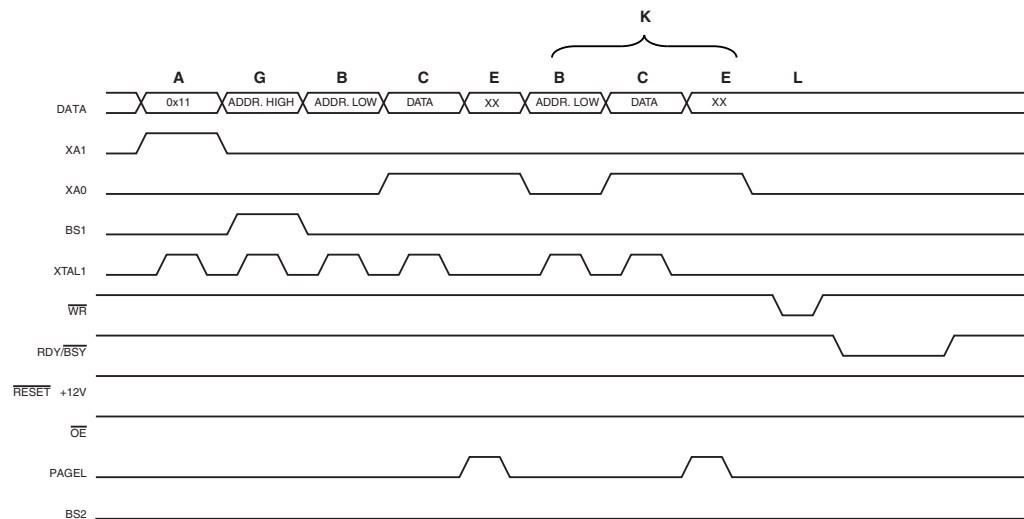 K
A G B C E B C E L
DATA 0x11 ADDR. HIGH ADDR. LOW DATA XX ADDR. LOW DATA XX
XA1
XA0
BS1
XTAL1
WR
RDY/BSY
RESET +12V
OE
PAGEL
BS2